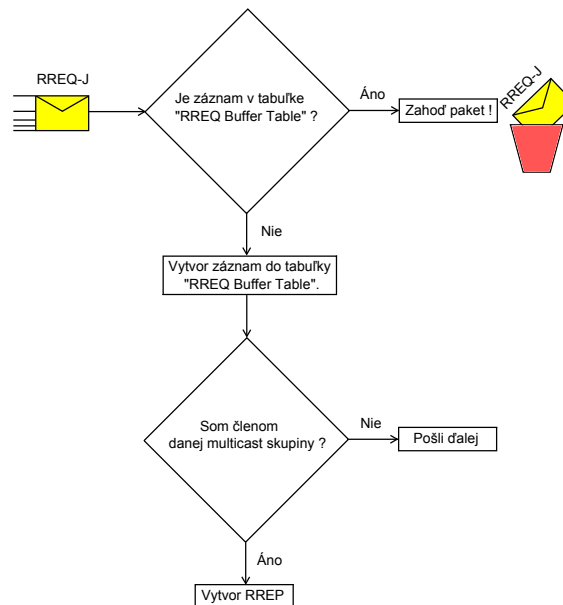 RREQ-J
Je záznam v tabuľke
"RREQ Buffer Table" ?
Áno
Zahoď paket !
RREQ-J
Nie
Vytvor záznam do tabuľky
"RREQ Buffer Table".
Som členom
danej multicast skupiny ?
Nie
Pošli ďalej
Áno
Vytvor RREP